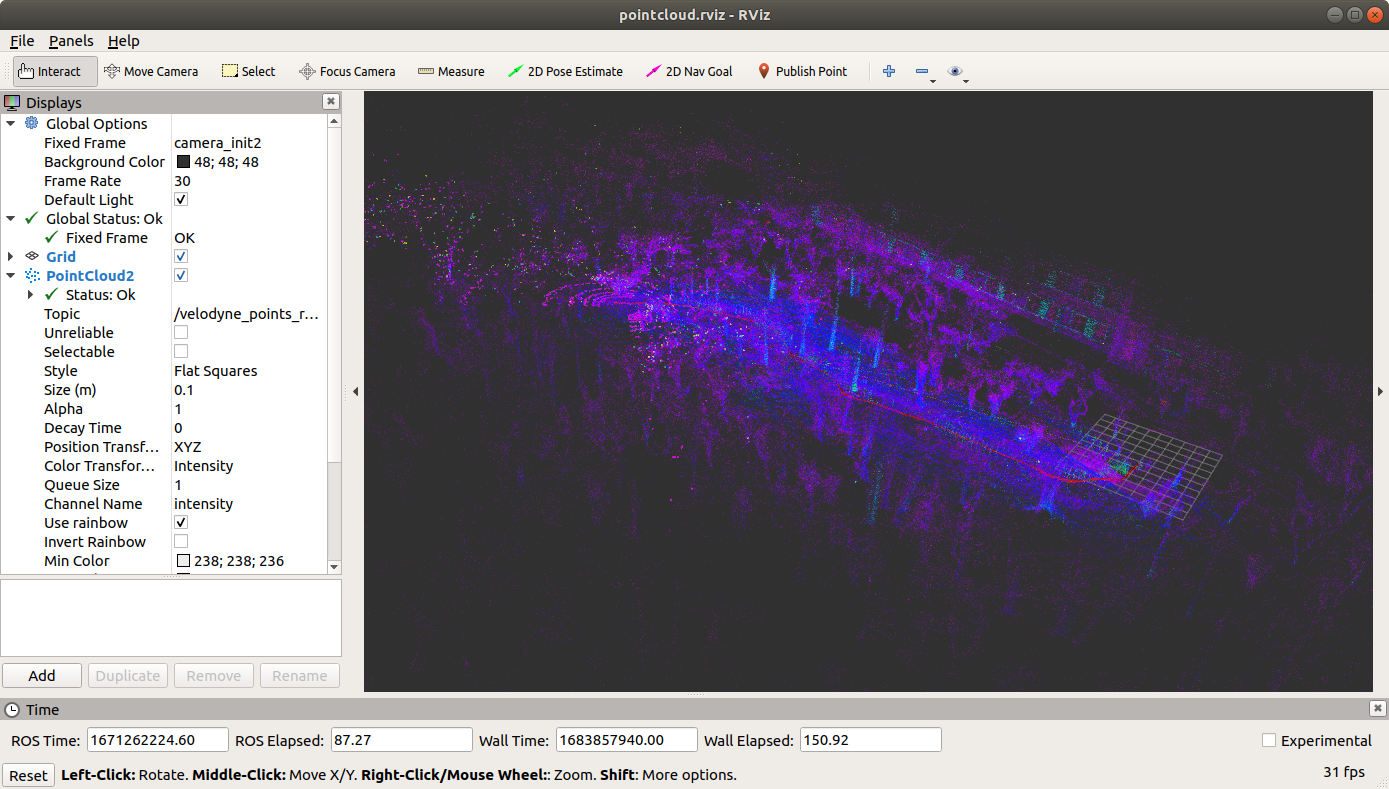 pointcloud.rviz - RViz
File Panels Help
Interact Move Camera Select Focus Camera Measure 2D Pose Estimate 2D Nav Goal Publish Point
Displays
Global Options
Fixed Frame camera_init2
Background Color 48; 48; 48
Frame Rate 30
Default Light
Global Status: Ok
Fixed Frame OK
Grid
PointCloud2
Status: Ok
Topic /velodyne_points_r...
Unreliable
Selectable
Style Flat Squares
Size (m) 0.1
Alpha 1
Decay Time 0
Position Transf... XYZ
Color Transfor... Intensity
Queue Size 1
Channel Name intensity
Use rainbow
Invert Rainbow
Min Color 238; 238; 236
Add Duplicate Remove Rename
Time
ROS Time: 1671262224.60 ROS Elapsed: 87.27 Wall Time: 1683857940.00 Wall Elapsed: 150.92 Experimental
Reset Left-Click: Rotate. Middle-Click: Move X/Y. Right-Click/Mouse Wheel:: Zoom. Shift: More options. 31 fps